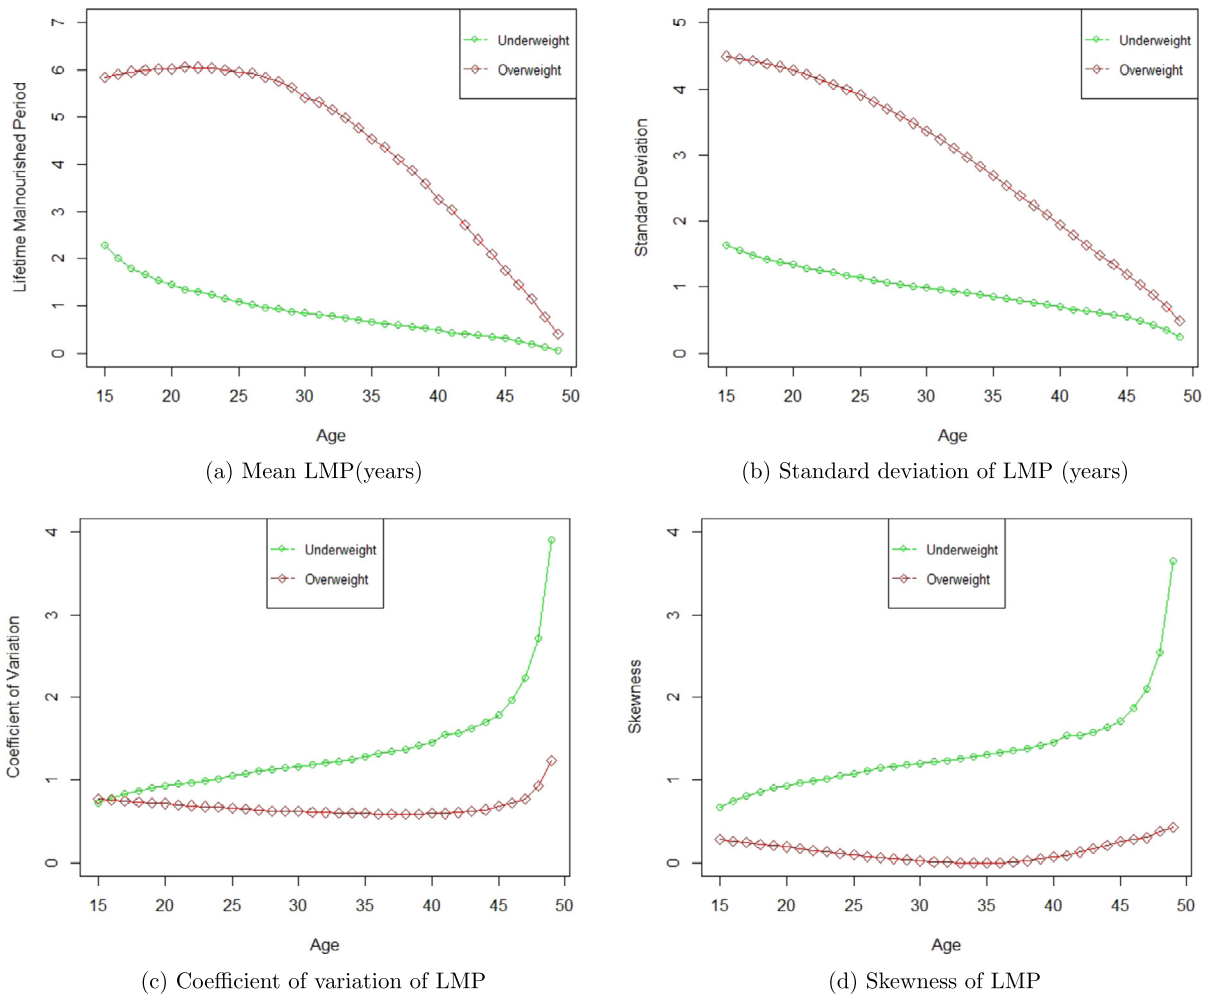 Lifetime Malnourished Period
7
6
5
4
3
2
1
0
Underweight
Overweight
15 20 25 30 35 40 45 50
Age
(a) Mean LMP(years)
Standard Deviation
5
4
3
2
1
0
Underweight
Overweight
15 20 25 30 35 40 45 50
Age
(b) Standard deviation of LMP (years)
Coefficient of Variation
4
3
2
1
0
Underweight
Overweight
15 20 25 30 35 40 45 50
Age
(c) Coefficient of variation of LMP
Skewness
4
3
2
1
0
Underweight
Overweight
15 20 25 30 35 40 45 50
Age
(d) Skewness of LMP